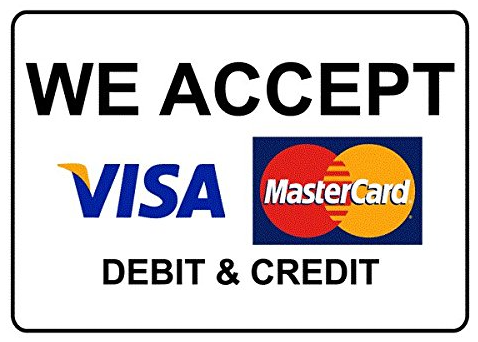 WE ACCEPT
VISA MasterCard
DEBIT & CREDIT